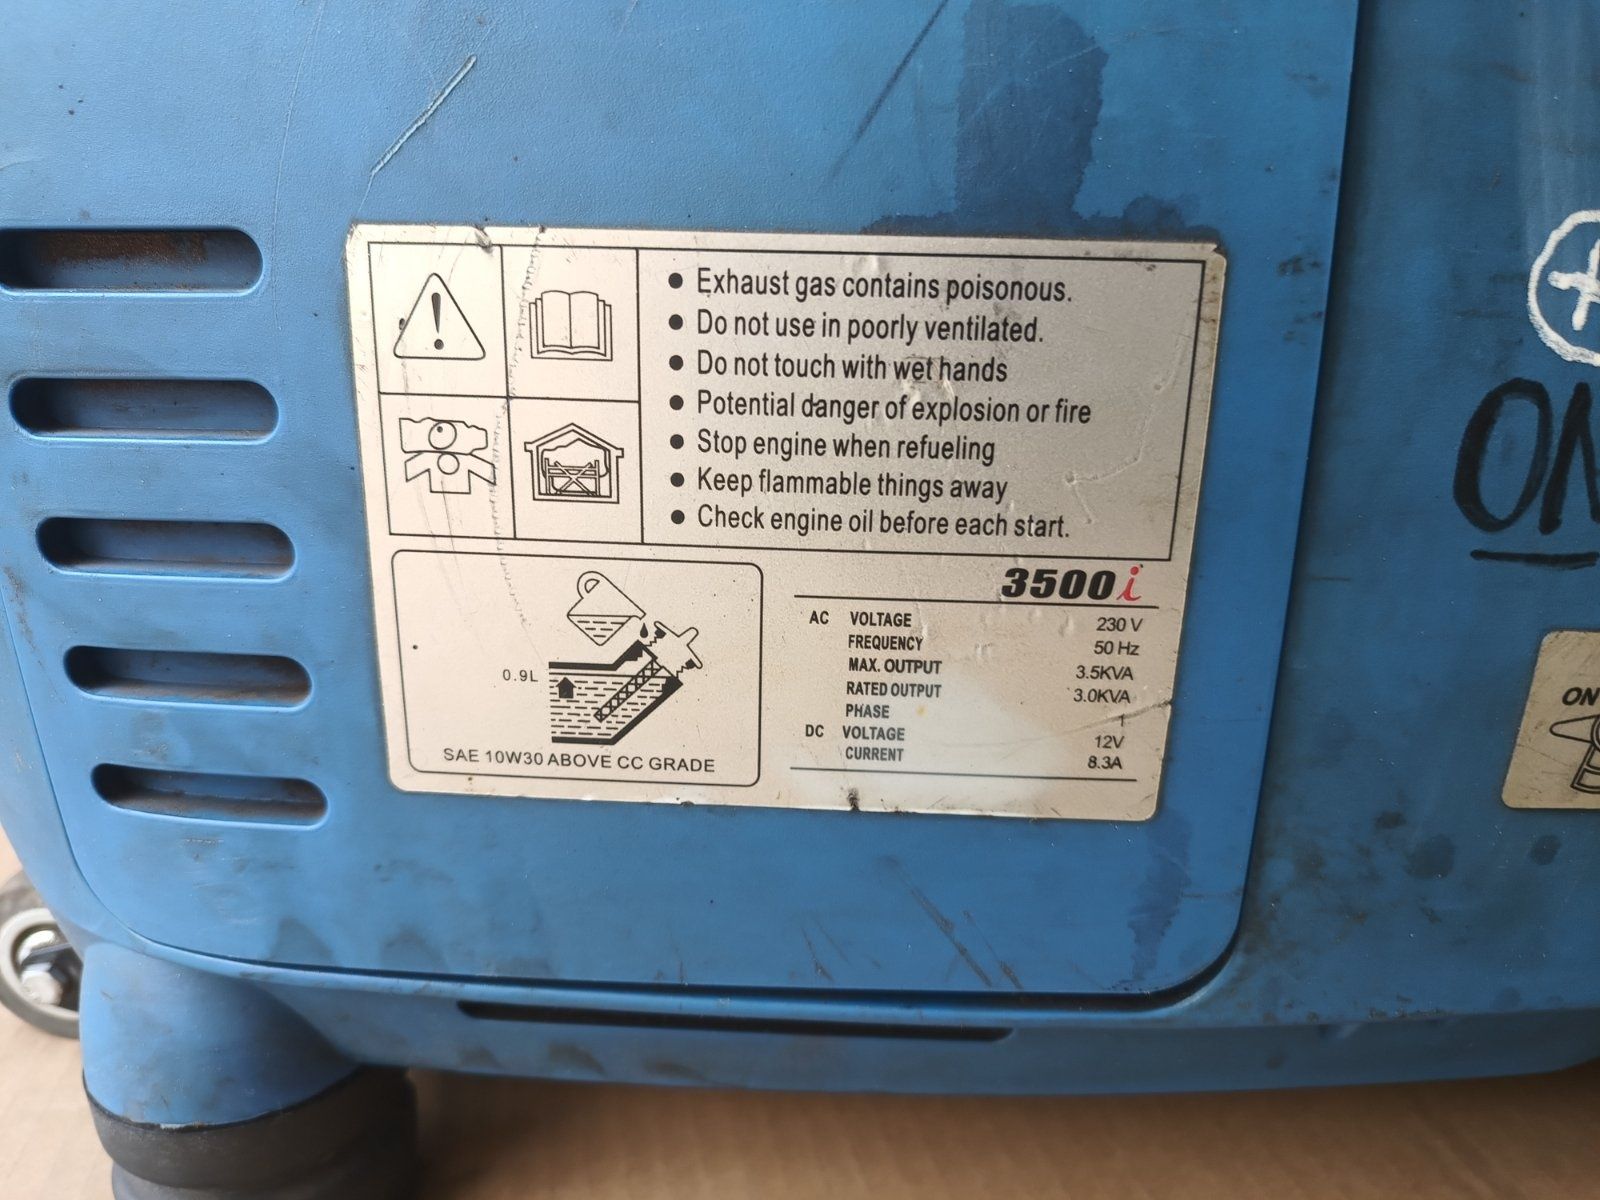 Exhaust gas contains poisonous.
Do not use in poorly ventilated.
Do not touch with wet hands
Potential danger of explosion or fire
Stop engine when refueling
Keep flammable things away
Check engine oil before each start.
0.9L
SAE 10W30 ABOVE CC GRADE
3500i
AC VOLTAGE 230 V
FREQUENCY 50 Hz
MAX. OUTPUT 3.5KVA
RATED OUTPUT 3.0KVA
PHASE 1
DC VOLTAGE 12V
CURRENT 8.3A
ON
ON